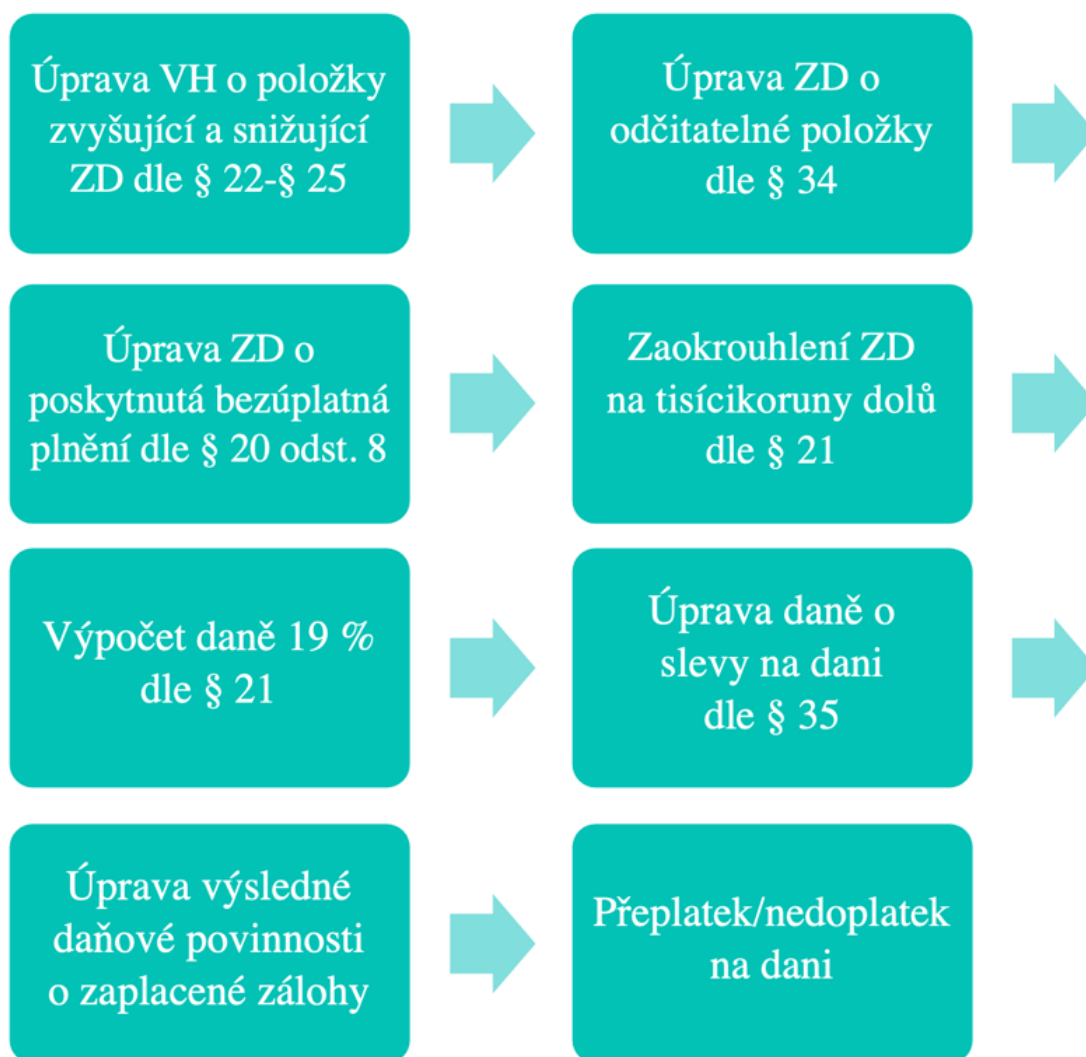 Úprava VH o položky
zvyšující a snižující
ZD dle § 22-§ 25
Úprava ZD o
odčitatelné položky
dle § 34
Úprava ZD o
poskytnutá bezúplatná
plnění dle § 20 odst. 8
Zaokrouhlení ZD
na tisícikoruny dolů
dle § 21
Výpočet daně 19 %
dle § 21
Úprava daně o
slevy na dani
dle § 35
Úprava výsledné
daňové povinnosti
o zaplacené zálohy
Přeplatek/nedoplatek
na dani